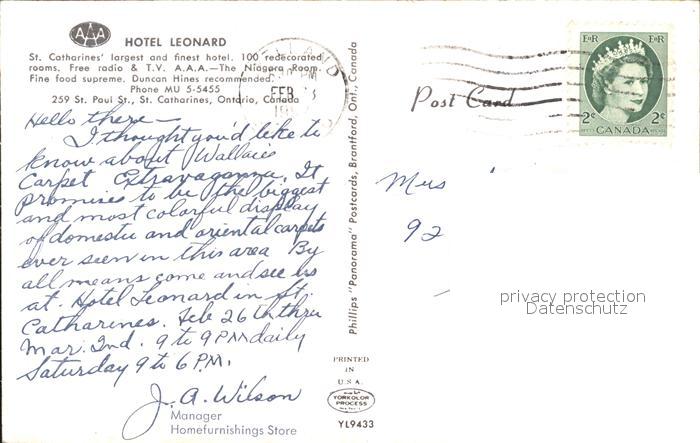 AAA
HOTEL LEONARD
St. Catharines' largest and finest hotel. 100 redecorated
rooms. Free radio & T.V. A.A.A.—The Niagara Room.
Fine food supreme. Duncan Hines recommended.
Phone MU 5-5455
259 St. Paul St., St. Catharines, Ontario, Canada
Hello there—
I thought you'd like to
know about Wallace
Carpet Extravaganza. It
promises to be the biggest
and most colorful display
of domestic and oriental carpets
ever seen in this area By
all means come and see us
at Hotel Leonard in St.
Catharines. Feb 26th thru
Mar. 2nd. 9 to 9 PM daily
Saturday 9 to 6 P.M.
J. A. Wilson
Manager
Homefurnishings Store
Phillips "Panorama" Postcards, Brantford, Ont., Canada
PRINTED
IN
U.S.A.
YORKOLOR
PROCESS
YL9433
WELLAND
PM
FEB
Post Card
EIIR EIIR
2¢ 2¢
CANADA
Mrs
92
privacy protection
Datenschutz